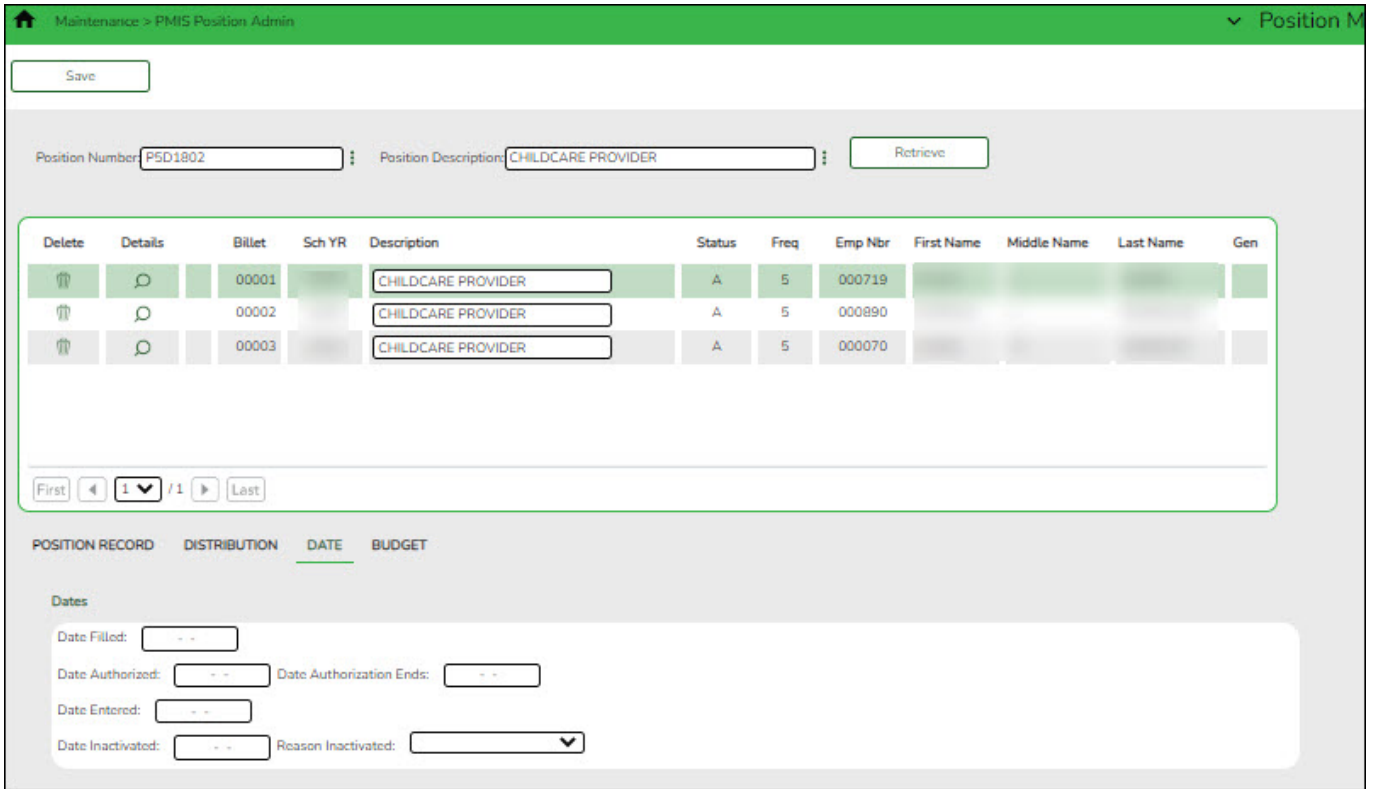 Maintenance > PMIS Position Admin Position M
Save
Position Number: P5D1802 Position Description: CHILDCARE PROVIDER Retrieve
Delete Details Billet Sch YR Description Status Freq Emp Nbr First Name Middle Name Last Name Gen
00001 CHILDCARE PROVIDER A 5 000719
00002 CHILDCARE PROVIDER A 5 000890
00003 CHILDCARE PROVIDER A 5 000070
First 1 / 1 Last
POSITION RECORD DISTRIBUTION DATE BUDGET
Dates
Date Filled: - -
Date Authorized: - - Date Authorization Ends: - -
Date Entered: - -
Date Inactivated: - - Reason Inactivated: